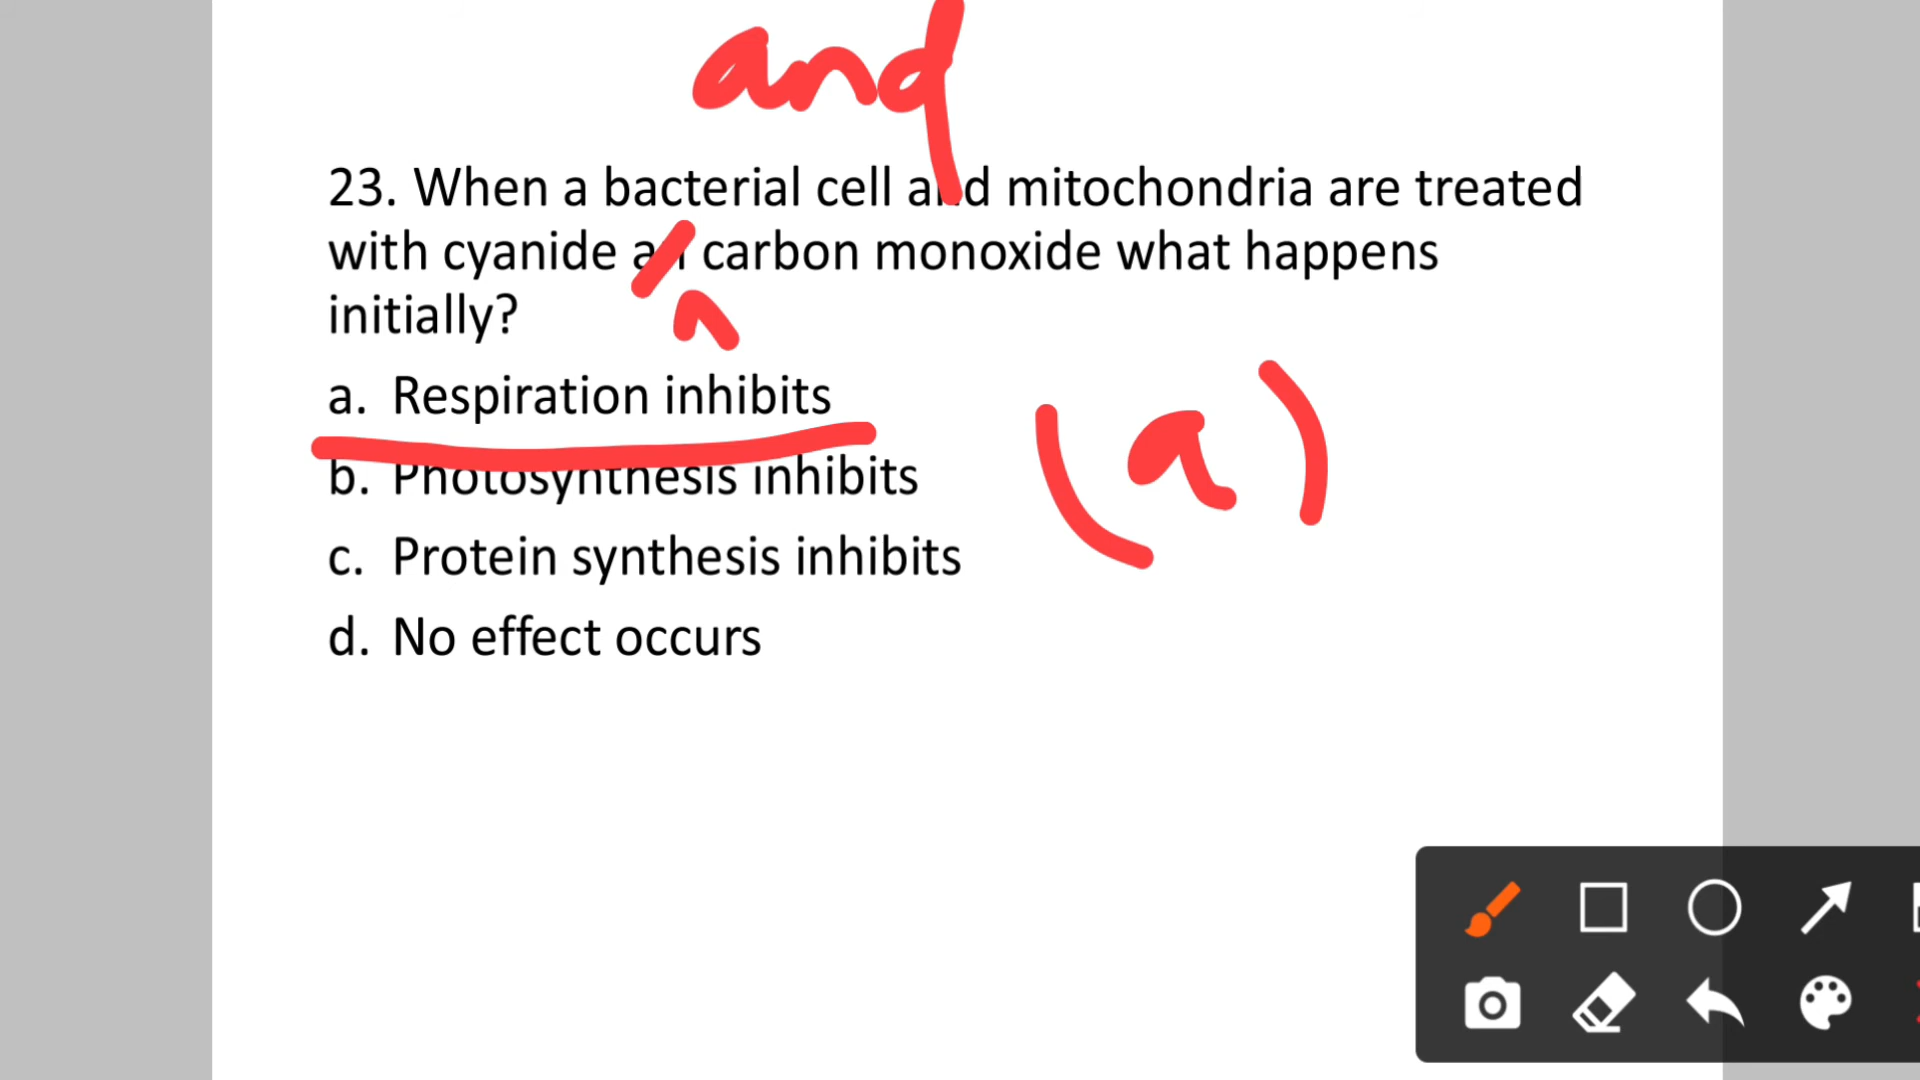 and
23. When a bacterial cell and mitochondria are treated
with cyanide an carbon monoxide what happens
initially?
a. Respiration inhibits
(a)
b. Photosynthesis inhibits
c. Protein synthesis inhibits
d. No effect occurs